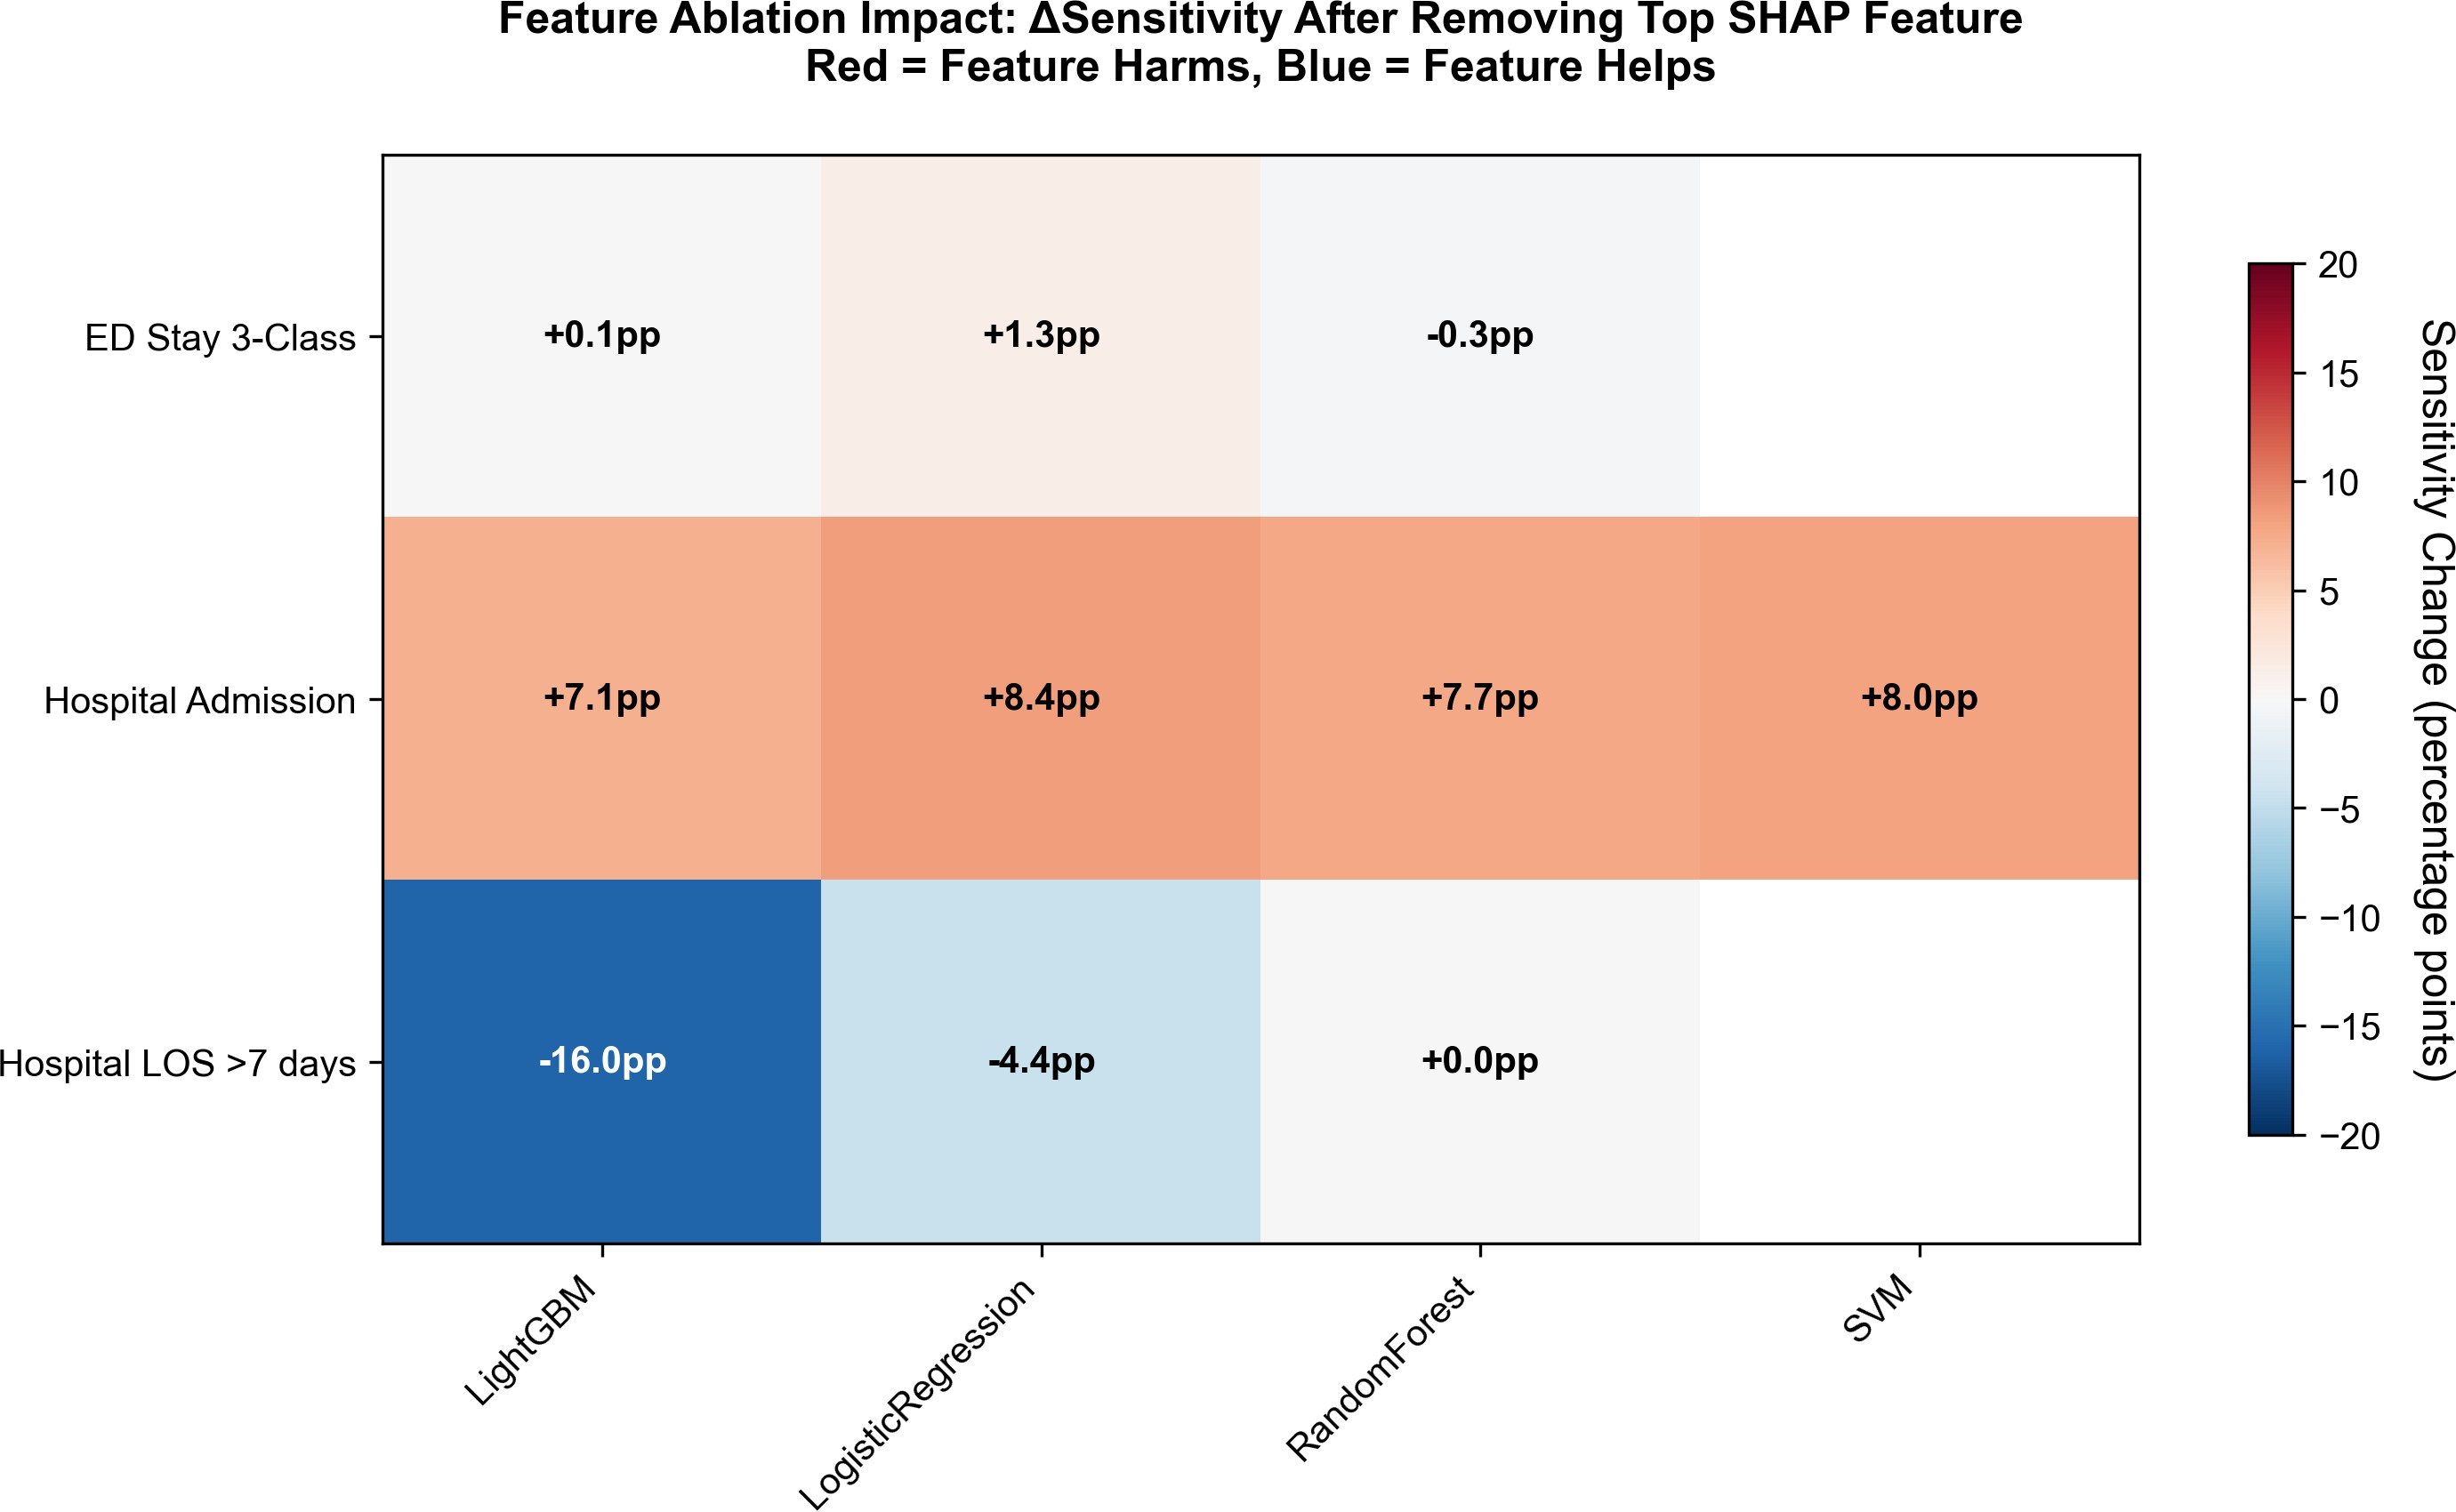 Feature Ablation Impact: ΔSensitivity After Removing Top SHAP Feature
Red = Feature Harms, Blue = Feature Helps
ED Stay 3-Class
+0.1pp
+1.3pp
-0.3pp
Hospital Admission
+7.1pp
+8.4pp
+7.7pp
+8.0pp
Hospital LOS >7 days
-16.0pp
-4.4pp
+0.0pp
LightGBM
LogisticRegression
RandomForest
SVM
20
15
10
5
0
−5
−10
−15
−20
Sensitivity Change (percentage points)